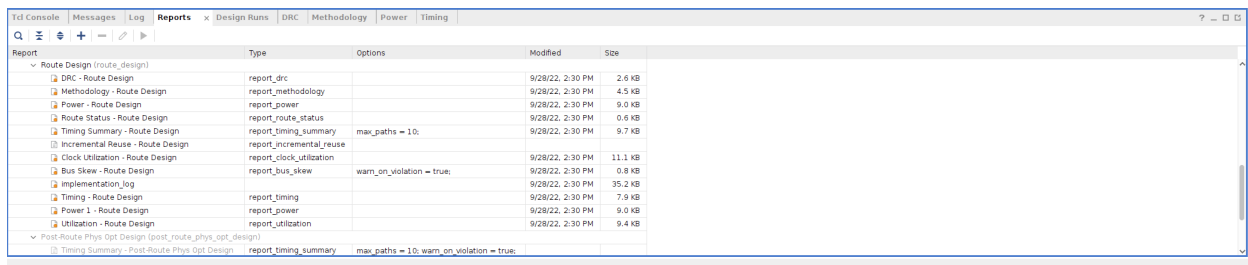 Tcl Console Messages Log Reports × Design Runs DRC Methodology Power Timing ? _ □
Report Type Options Modified Size
Route Design (route_design)
DRC - Route Design report_drc 9/28/22, 2:30 PM 2.6 KB
Methodology - Route Design report_methodology 9/28/22, 2:30 PM 4.5 KB
Power - Route Design report_power 9/28/22, 2:30 PM 9.0 KB
Route Status - Route Design report_route_status 9/28/22, 2:30 PM 0.6 KB
Timing Summary - Route Design report_timing_summary max_paths = 10; 9/28/22, 2:30 PM 9.7 KB
Incremental Reuse - Route Design report_incremental_reuse
Clock Utilization - Route Design report_clock_utilization 9/28/22, 2:30 PM 11.1 KB
Bus Skew - Route Design report_bus_skew warn_on_violation = true; 9/28/22, 2:30 PM 0.8 KB
implementation_log 9/28/22, 2:30 PM 35.2 KB
Timing - Route Design report_timing 9/28/22, 2:30 PM 7.9 KB
Power 1 - Route Design report_power 9/28/22, 2:30 PM 9.0 KB
Utilization - Route Design report_utilization 9/28/22, 2:30 PM 9.4 KB
Post-Route Phys Opt Design (post_route_phys_opt_design)
Timing Summary - Post-Route Phys Opt Design report_timing_summary max_paths = 10; warn_on_violation = true;